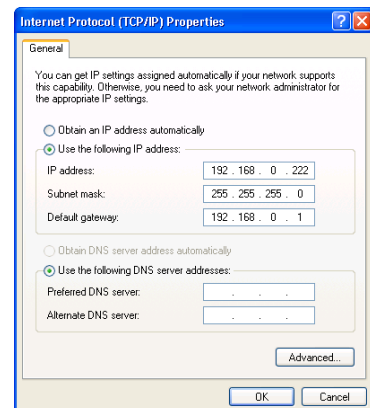 Internet Protocol (TCP/IP) Properties
General
You can get IP settings assigned automatically if your network supports
this capability. Otherwise, you need to ask your network administrator for
the appropriate IP settings.
Obtain an IP address automatically
Use the following IP address:
IP address: 192 . 168 . 0 . 222
Subnet mask: 255 . 255 . 255 . 0
Default gateway: 192 . 168 . 0 . 1
Obtain DNS server address automatically
Use the following DNS server addresses:
Preferred DNS server: . . .
Alternate DNS server: . . .
Advanced...
OK Cancel